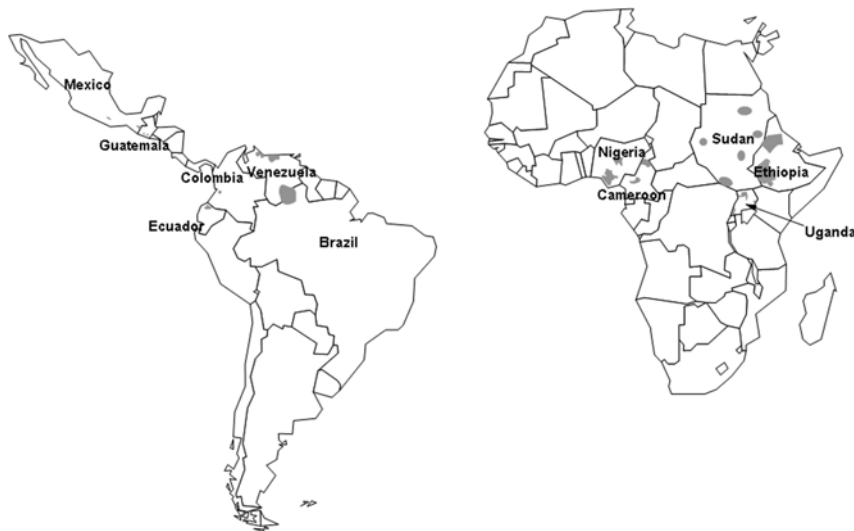 Mexico
Guatemala
Colombia
Venezuela
Ecuador
Brazil
Nigeria
Cameroon
Sudan
Ethiopia
Uganda